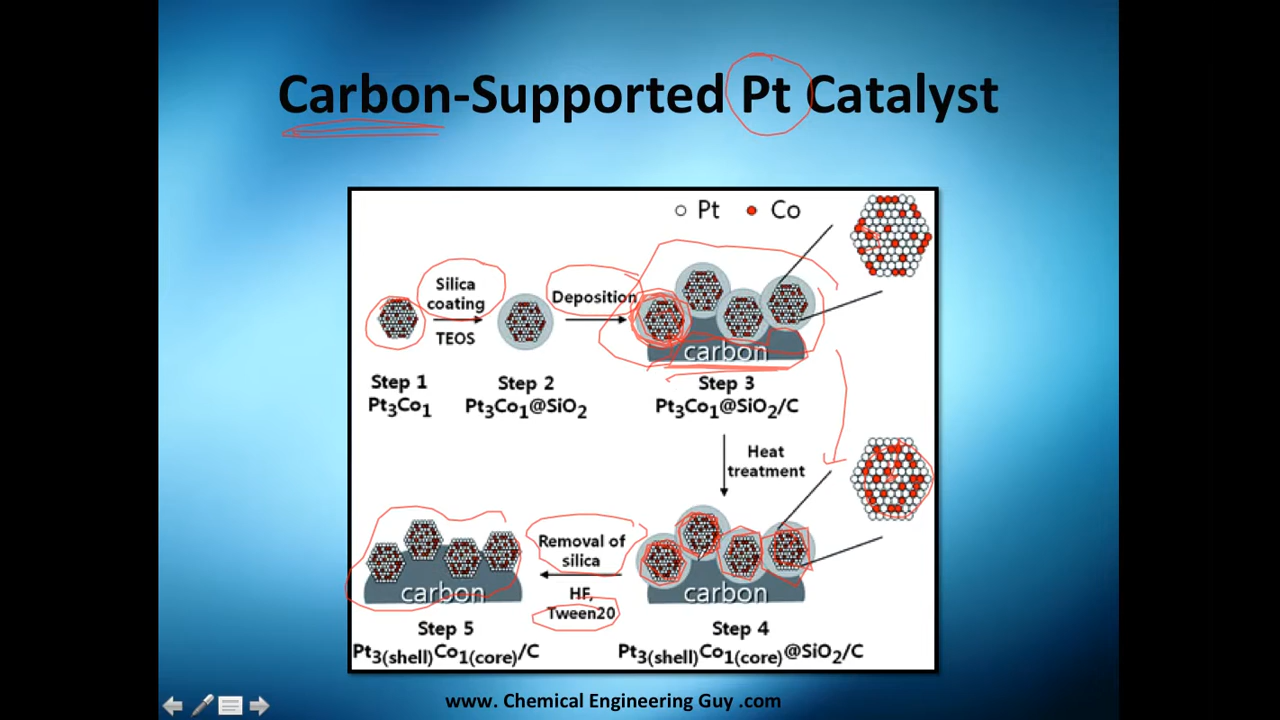 Carbon-Supported Pt Catalyst
Pt Co
Silica
coating
TEOS
Deposition
carbon
Step 1
Pt₃Co₁
Step 2
Pt₃Co₁@SiO₂
Step 3
Pt₃Co₁@SiO₂/C
Heat
treatment
Removal of
silica
HF,
Tween20
carbon
carbon
Step 5
Pt₃(shell)Co₁(core)/C
Step 4
Pt₃(shell)Co₁(core)@SiO₂/C
www. Chemical Engineering Guy .com